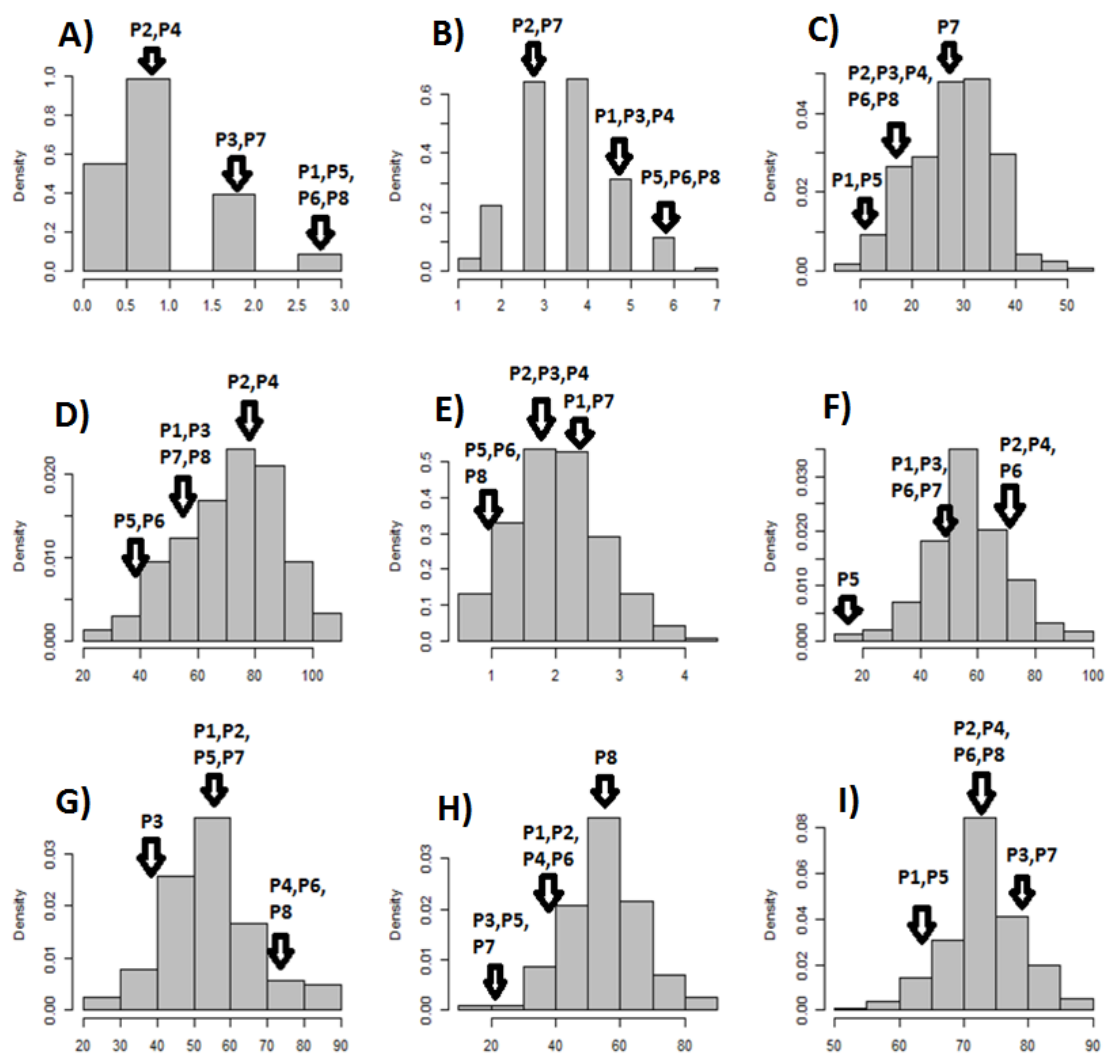 A)
P2,P4
P3,P7
P1,P5,
P6,P8
Density
0.0 0.2 0.4 0.6 0.8 1.0
0.0 0.5 1.0 1.5 2.0 2.5 3.0
B)
P2,P7
P1,P3,P4
P5,P6,P8
Density
0.0 0.2 0.4 0.6
1 2 3 4 5 6 7
C)
P7
P2,P3,P4,
P6,P8
P1,P5
Density
0.00 0.02 0.04
10 20 30 40 50
D)
P2,P4
P1,P3
P7,P8
P5,P6
Density
0.000 0.010 0.020
20 40 60 80 100
E)
P2,P3,P4
P1,P7
P5,P6,
P8
Density
0.0 0.1 0.2 0.3 0.4 0.5
1 2 3 4
F)
P1,P3,
P6,P7
P2,P4,
P6
P5
Density
0.000 0.010 0.020 0.030
20 40 60 80 100
G)
P1,P2,
P5,P7
P3
P4,P6,
P8
Density
0.00 0.01 0.02 0.03
20 30 40 50 60 70 80 90
H)
P8
P1,P2,
P4,P6
P3,P5,
P7
Density
0.00 0.01 0.02 0.03
20 40 60 80
I)
P2,P4,
P6,P8
P1,P5
P3,P7
Density
0.00 0.02 0.04 0.06 0.08
50 60 70 80 90